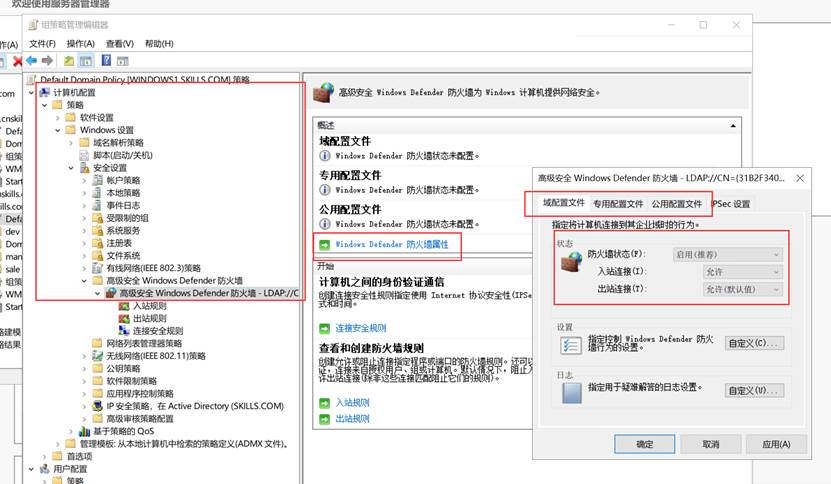 欢迎使用服务器管理器
组策略管理编辑器
文件(F) 操作(A) 查看(V) 帮助(H)
Default Domain Policy [WINDOWS1.SKILLS.COM] 策略
计算机配置
策略
软件设置
Windows 设置
域名解析策略
脚本(启动/关机)
安全设置
帐户策略
本地策略
事件日志
受限制的组
系统服务
注册表
文件系统
有线网络(IEEE 802.3)策略
高级安全 Windows Defender 防火墙
高级安全 Windows Defender 防火墙 - LDAP://C
入站规则
出站规则
连接安全规则
网络列表管理器策略
无线网络(IEEE 802.11)策略
公钥策略
软件限制策略
应用程序控制策略
IP 安全策略，在 Active Directory (SKILLS.COM)
高级审核策略配置
基于策略的 QoS
管理模板: 从本地计算机中检索的策略定义(ADMX 文件)。
首选项
用户配置
策略
高级安全 Windows Defender 防火墙为 Windows 计算机提供网络安全。
概述
域配置文件
Windows Defender 防火墙状态未配置。
专用配置文件
Windows Defender 防火墙状态未配置。
公用配置文件
Windows Defender 防火墙状态未配置。
Windows Defender 防火墙属性
开始
计算机之间的身份验证通信
创建连接安全性规则指定使用 Internet 协议安全性(IPSe
式和时间。
连接安全规则
查看和创建防火墙规则
创建允许或阻止连接指定程序或端口的防火墙规则。还可以
证，连接来自授权用户、组或计算机。默认情况下，阻止入
许出站连接(除非这些连接匹配阻止它们的规则)。
入站规则
出站规则
高级安全 Windows Defender 防火墙 - LDAP://CN={31B2F340...
域配置文件 专用配置文件 公用配置文件 IPSec 设置
指定将计算机连接到其企业域时的行为。
状态
防火墙状态(F): 启用(推荐)
入站连接(I): 允许
出站连接(T): 允许(默认值)
设置
指定控制 Windows Defender 防火
墙行为的设置。
自定义(C)...
日志
指定用于疑难解答的日志设置。
自定义(U)...
确定 取消 应用(A)